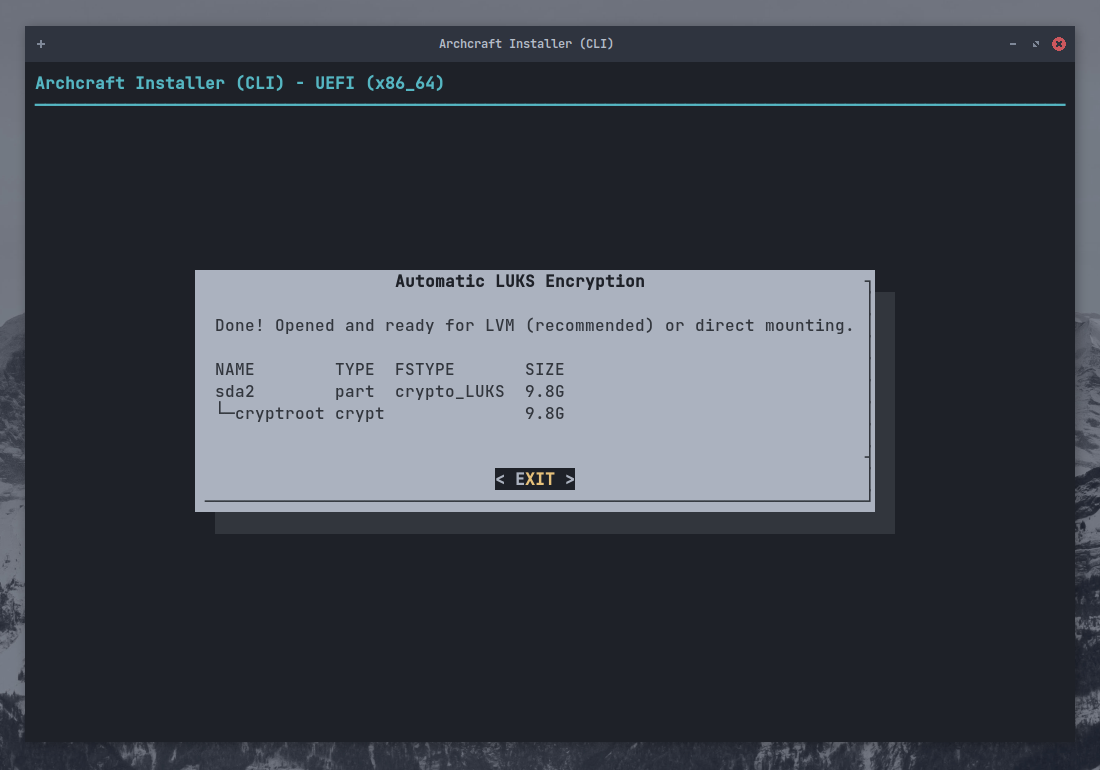 Archcraft Installer (CLI)
Archcraft Installer (CLI) - UEFI (x86_64)
Automatic LUKS Encryption
Done! Opened and ready for LVM (recommended) or direct mounting.
NAME TYPE FSTYPE SIZE
sda2 part crypto_LUKS 9.8G
└─cryptroot crypt 9.8G
< EXIT >